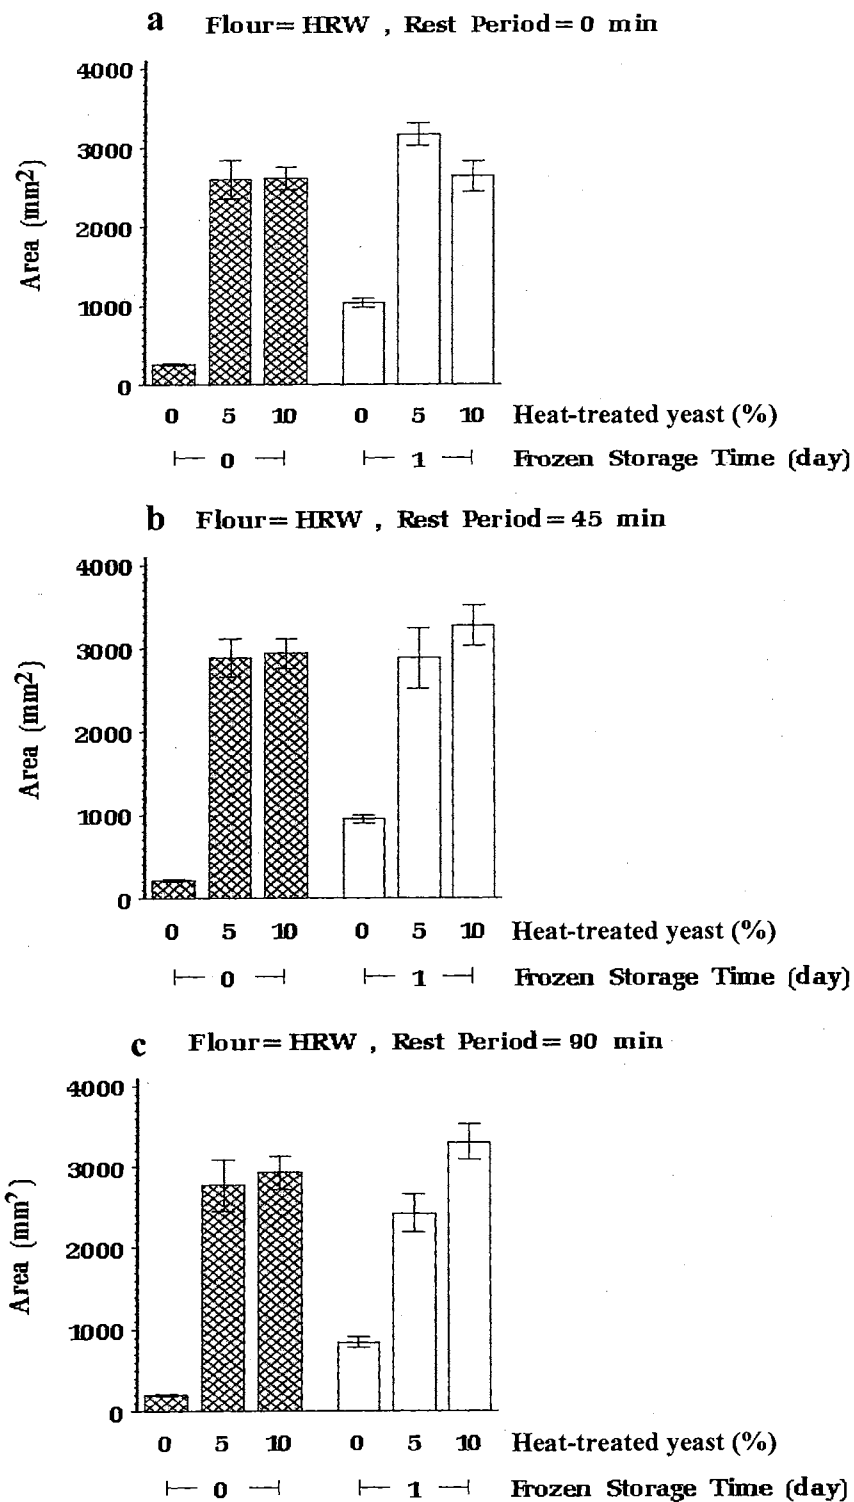 a Flour= HRW , Rest Period= 0 min
4000
3000
2000
1000
0
Area (mm2)
0 5 10 0 5 10 Heat-treated yeast (%)
0 1 Frozen Storage Time (day)
b Flour= HRW , Rest Period= 45 min
4000
3000
2000
1000
0
Area (mm2)
0 5 10 0 5 10 Heat-treated yeast (%)
0 1 Frozen Storage Time (day)
c Flour= HRW , Rest Period= 90 min
4000
3000
2000
1000
0
Area (mm2)
0 5 10 0 5 10 Heat-treated yeast (%)
0 1 Frozen Storage Time (day)